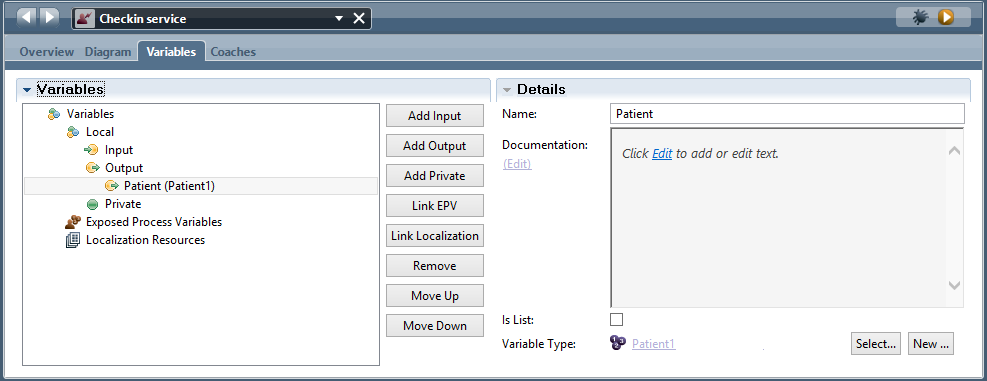 Checkin service
Overview Diagram Variables Coaches
Variables
Variables
Local
Input
Output
Patient (Patient1)
Private
Exposed Process Variables
Localization Resources
Add Input
Add Output
Add Private
Link EPV
Link Localization
Remove
Move Up
Move Down
Details
Name: Patient
Documentation: Click Edit to add or edit text.
(Edit)
Is List:
Variable Type: Patient1 Select... New ...